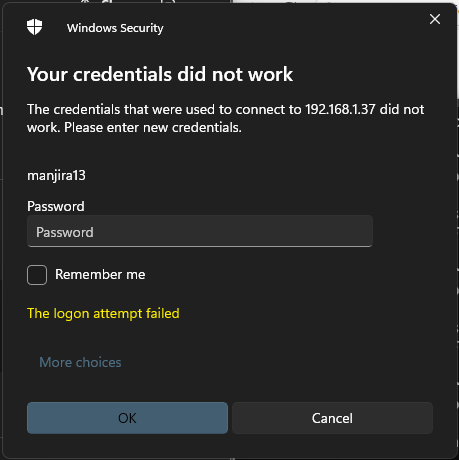 Windows Security
Your credentials did not work
The credentials that were used to connect to 192.168.1.37 did not
work. Please enter new credentials.
manjira13
Password
Password
Remember me
The logon attempt failed
More choices
OK
Cancel